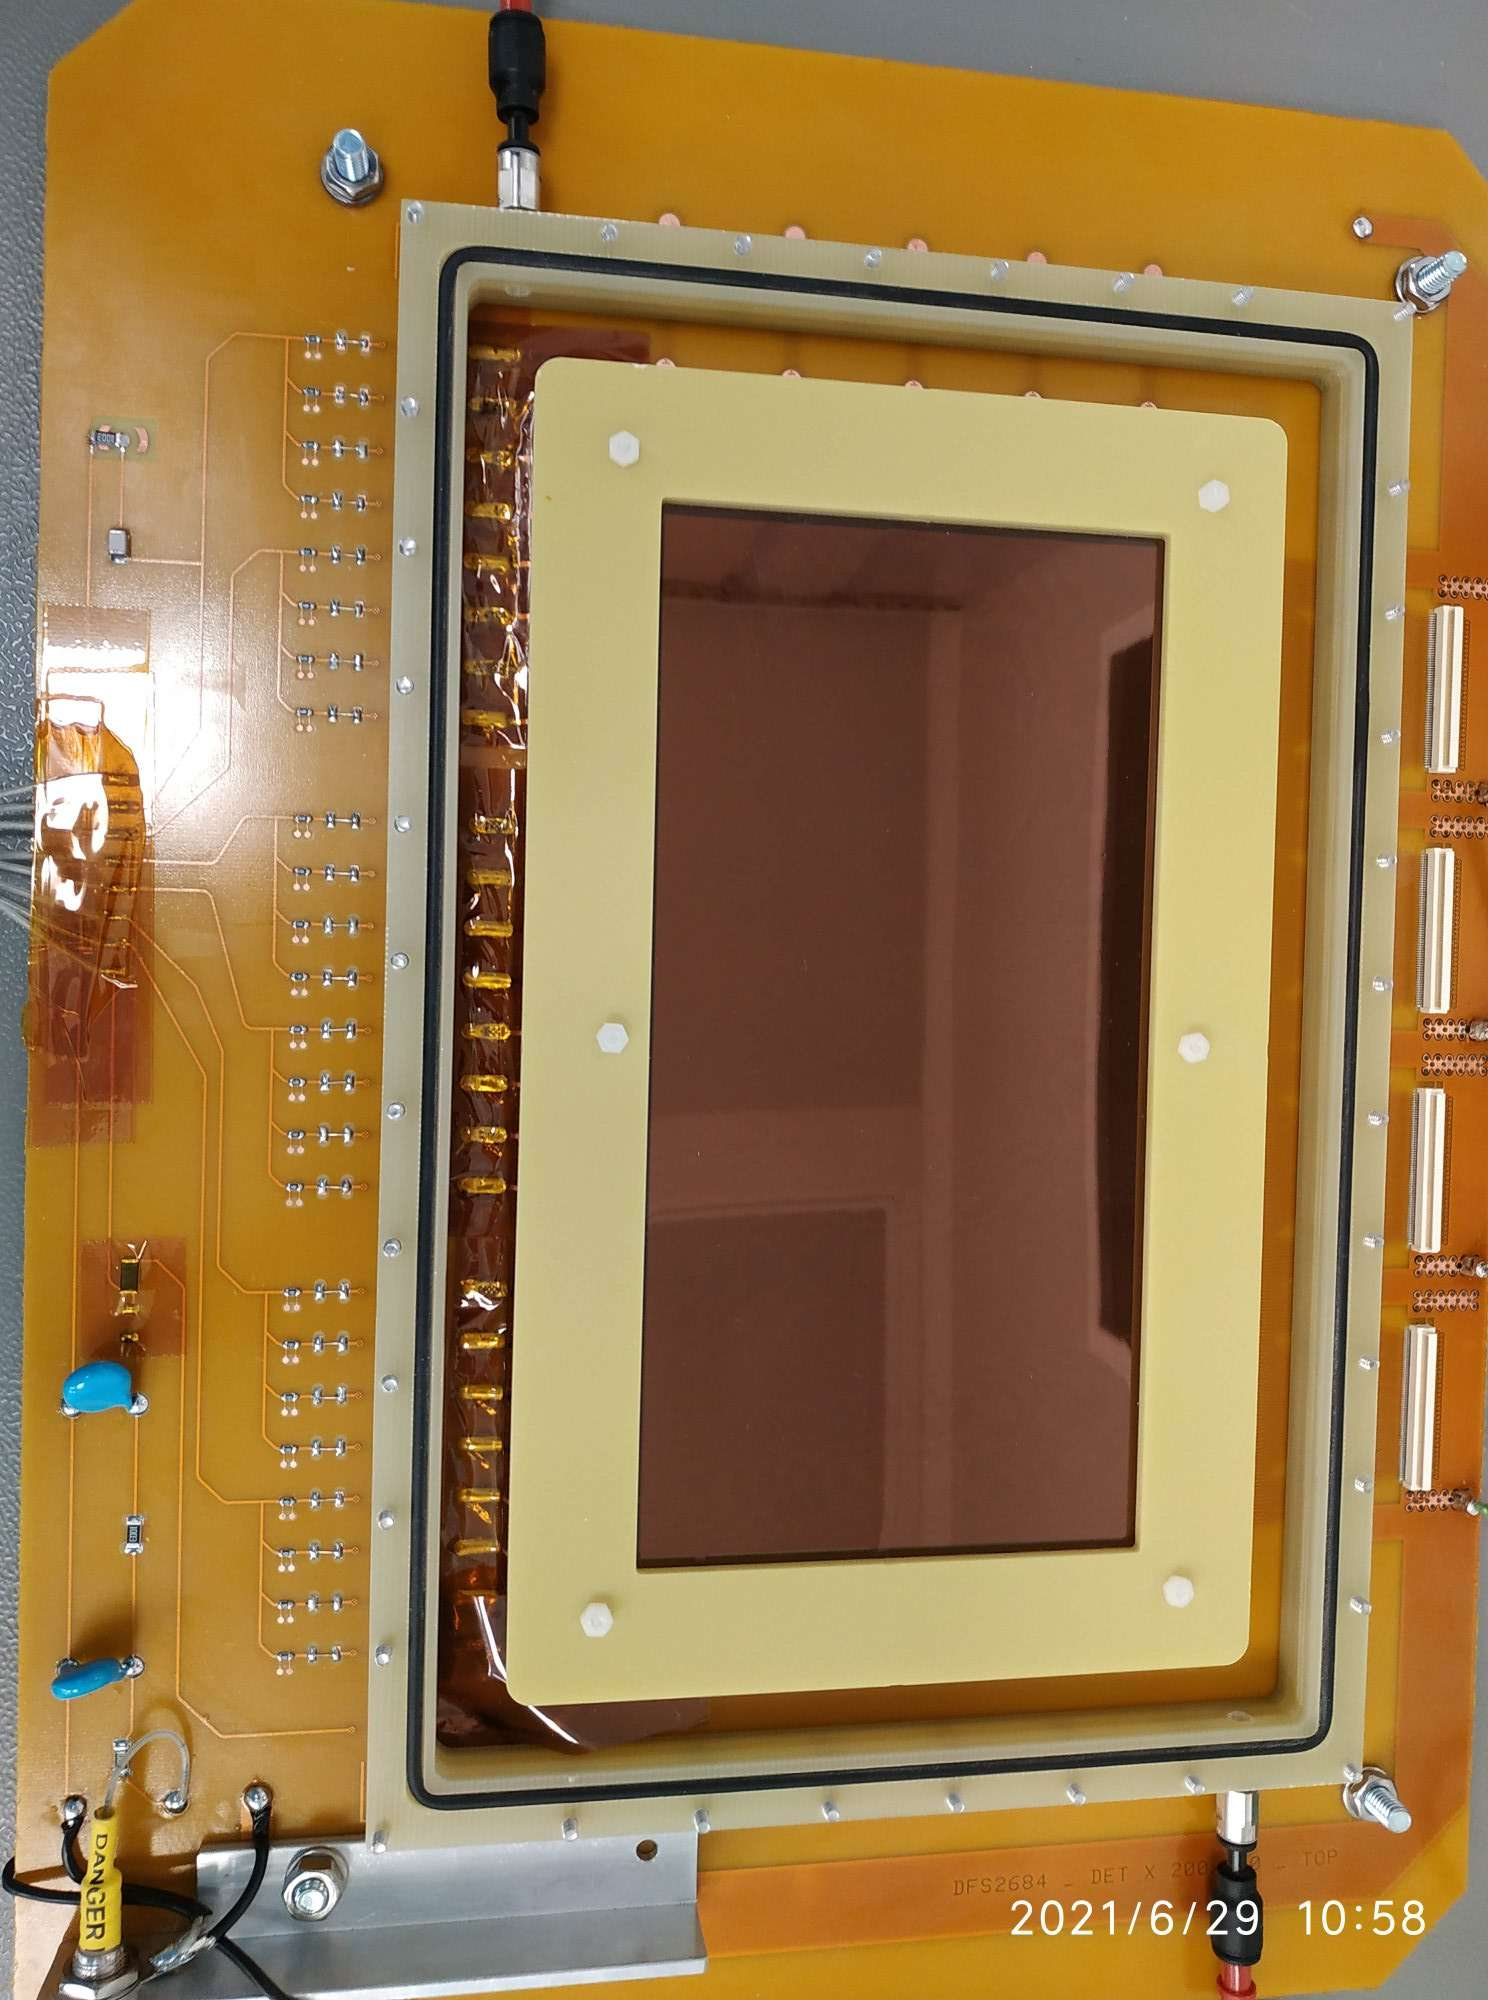 DANGER
DFS2684 _ DET X 200
_ TOP
2021/6/29 10:58